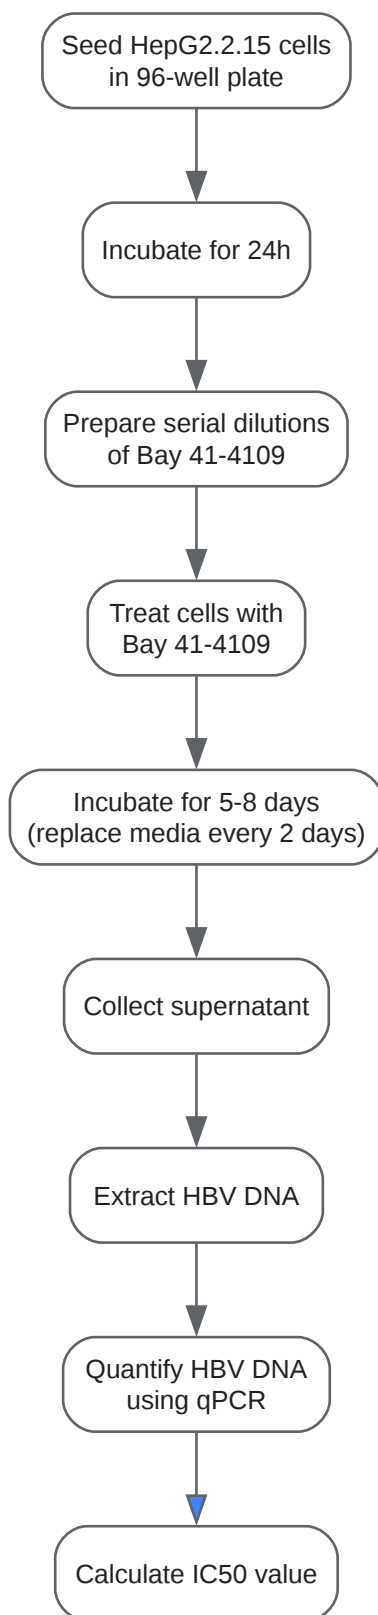 Seed HepG2.2.15 cells
in 96-well plate
Incubate for 24h
Prepare serial dilutions
of Bay 41-4109
Treat cells with
Bay 41-4109
Incubate for 5-8 days
(replace media every 2 days)
Collect supernatant
Extract HBV DNA
Quantify HBV DNA
using qPCR
Calculate IC50 value